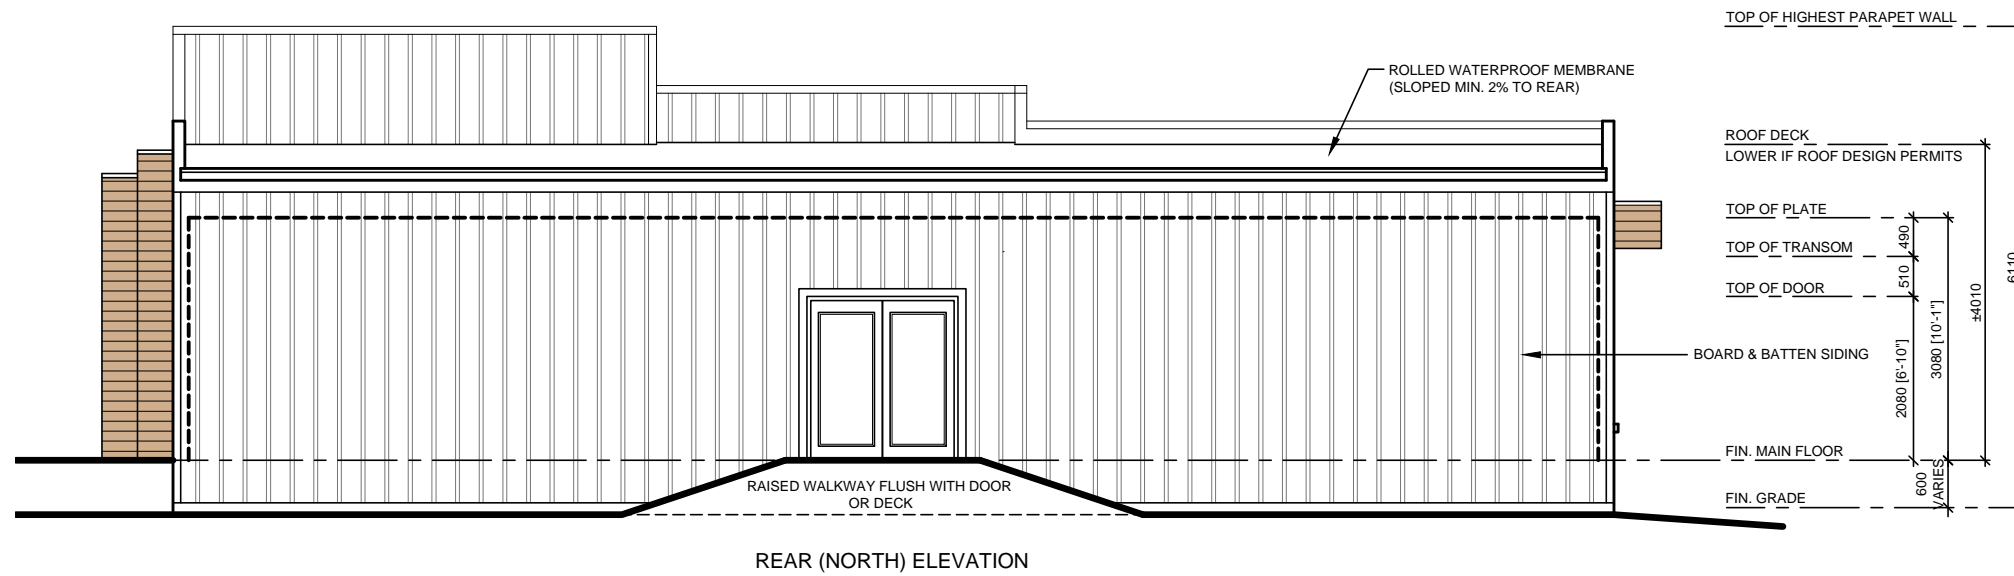 TOP OF HIGHEST PARAPET WALL
ROLLED WATERPROOF MEMBRANE
(SLOPED MIN. 2% TO REAR)
ROOF DECK
LOWER IF ROOF DESIGN PERMITS
TOP OF PLATE
TOP OF TRANSOM
TOP OF DOOR
490
510
2080 [6'-10"]
3080 [10'-1"]
±4010
6110
BOARD & BATTEN SIDING
FIN. MAIN FLOOR
600
VARIES
FIN. GRADE
RAISED WALKWAY FLUSH WITH DOOR
OR DECK
REAR (NORTH) ELEVATION